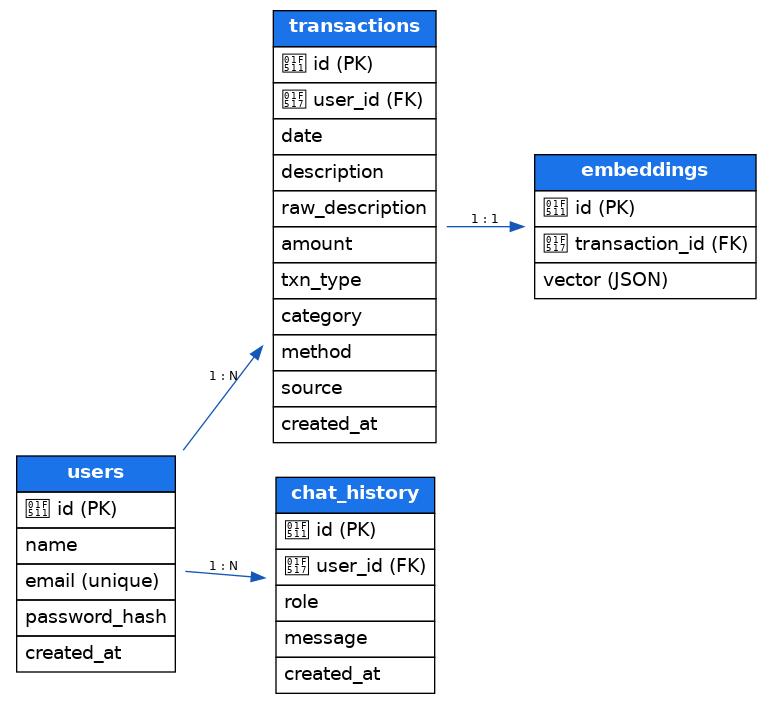 transactions
🔑 id (PK)
🔗 user_id (FK)
date
description
raw_description
amount
txn_type
category
method
source
created_at
1 : 1
embeddings
🔑 id (PK)
🔗 transaction_id (FK)
vector (JSON)
1 : N
users
🔑 id (PK)
name
email (unique)
password_hash
created_at
1 : N
chat_history
🔑 id (PK)
🔗 user_id (FK)
role
message
created_at